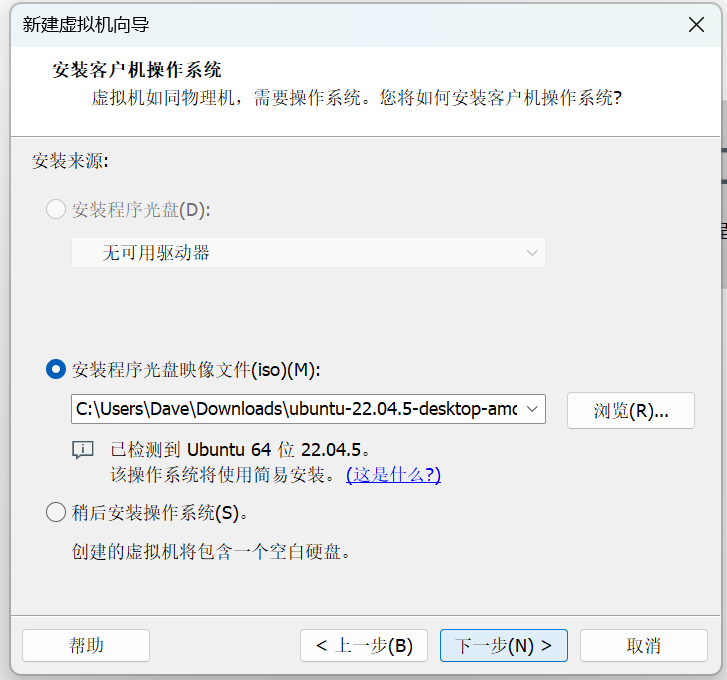 新建虚拟机向导
安装客户机操作系统
虚拟机如同物理机，需要操作系统。您将如何安装客户机操作系统?
安装来源:
安装程序光盘(D):
无可用驱动器
安装程序光盘映像文件(iso)(M):
C:\Users\Dave\Downloads\ubuntu-22.04.5-desktop-amd
浏览(R)...
已检测到 Ubuntu 64 位 22.04.5。
该操作系统将使用简易安装。 (这是什么?)
稍后安装操作系统(S)。
创建的虚拟机将包含一个空白硬盘。
帮助
< 上一步(B)
下一步(N) >
取消